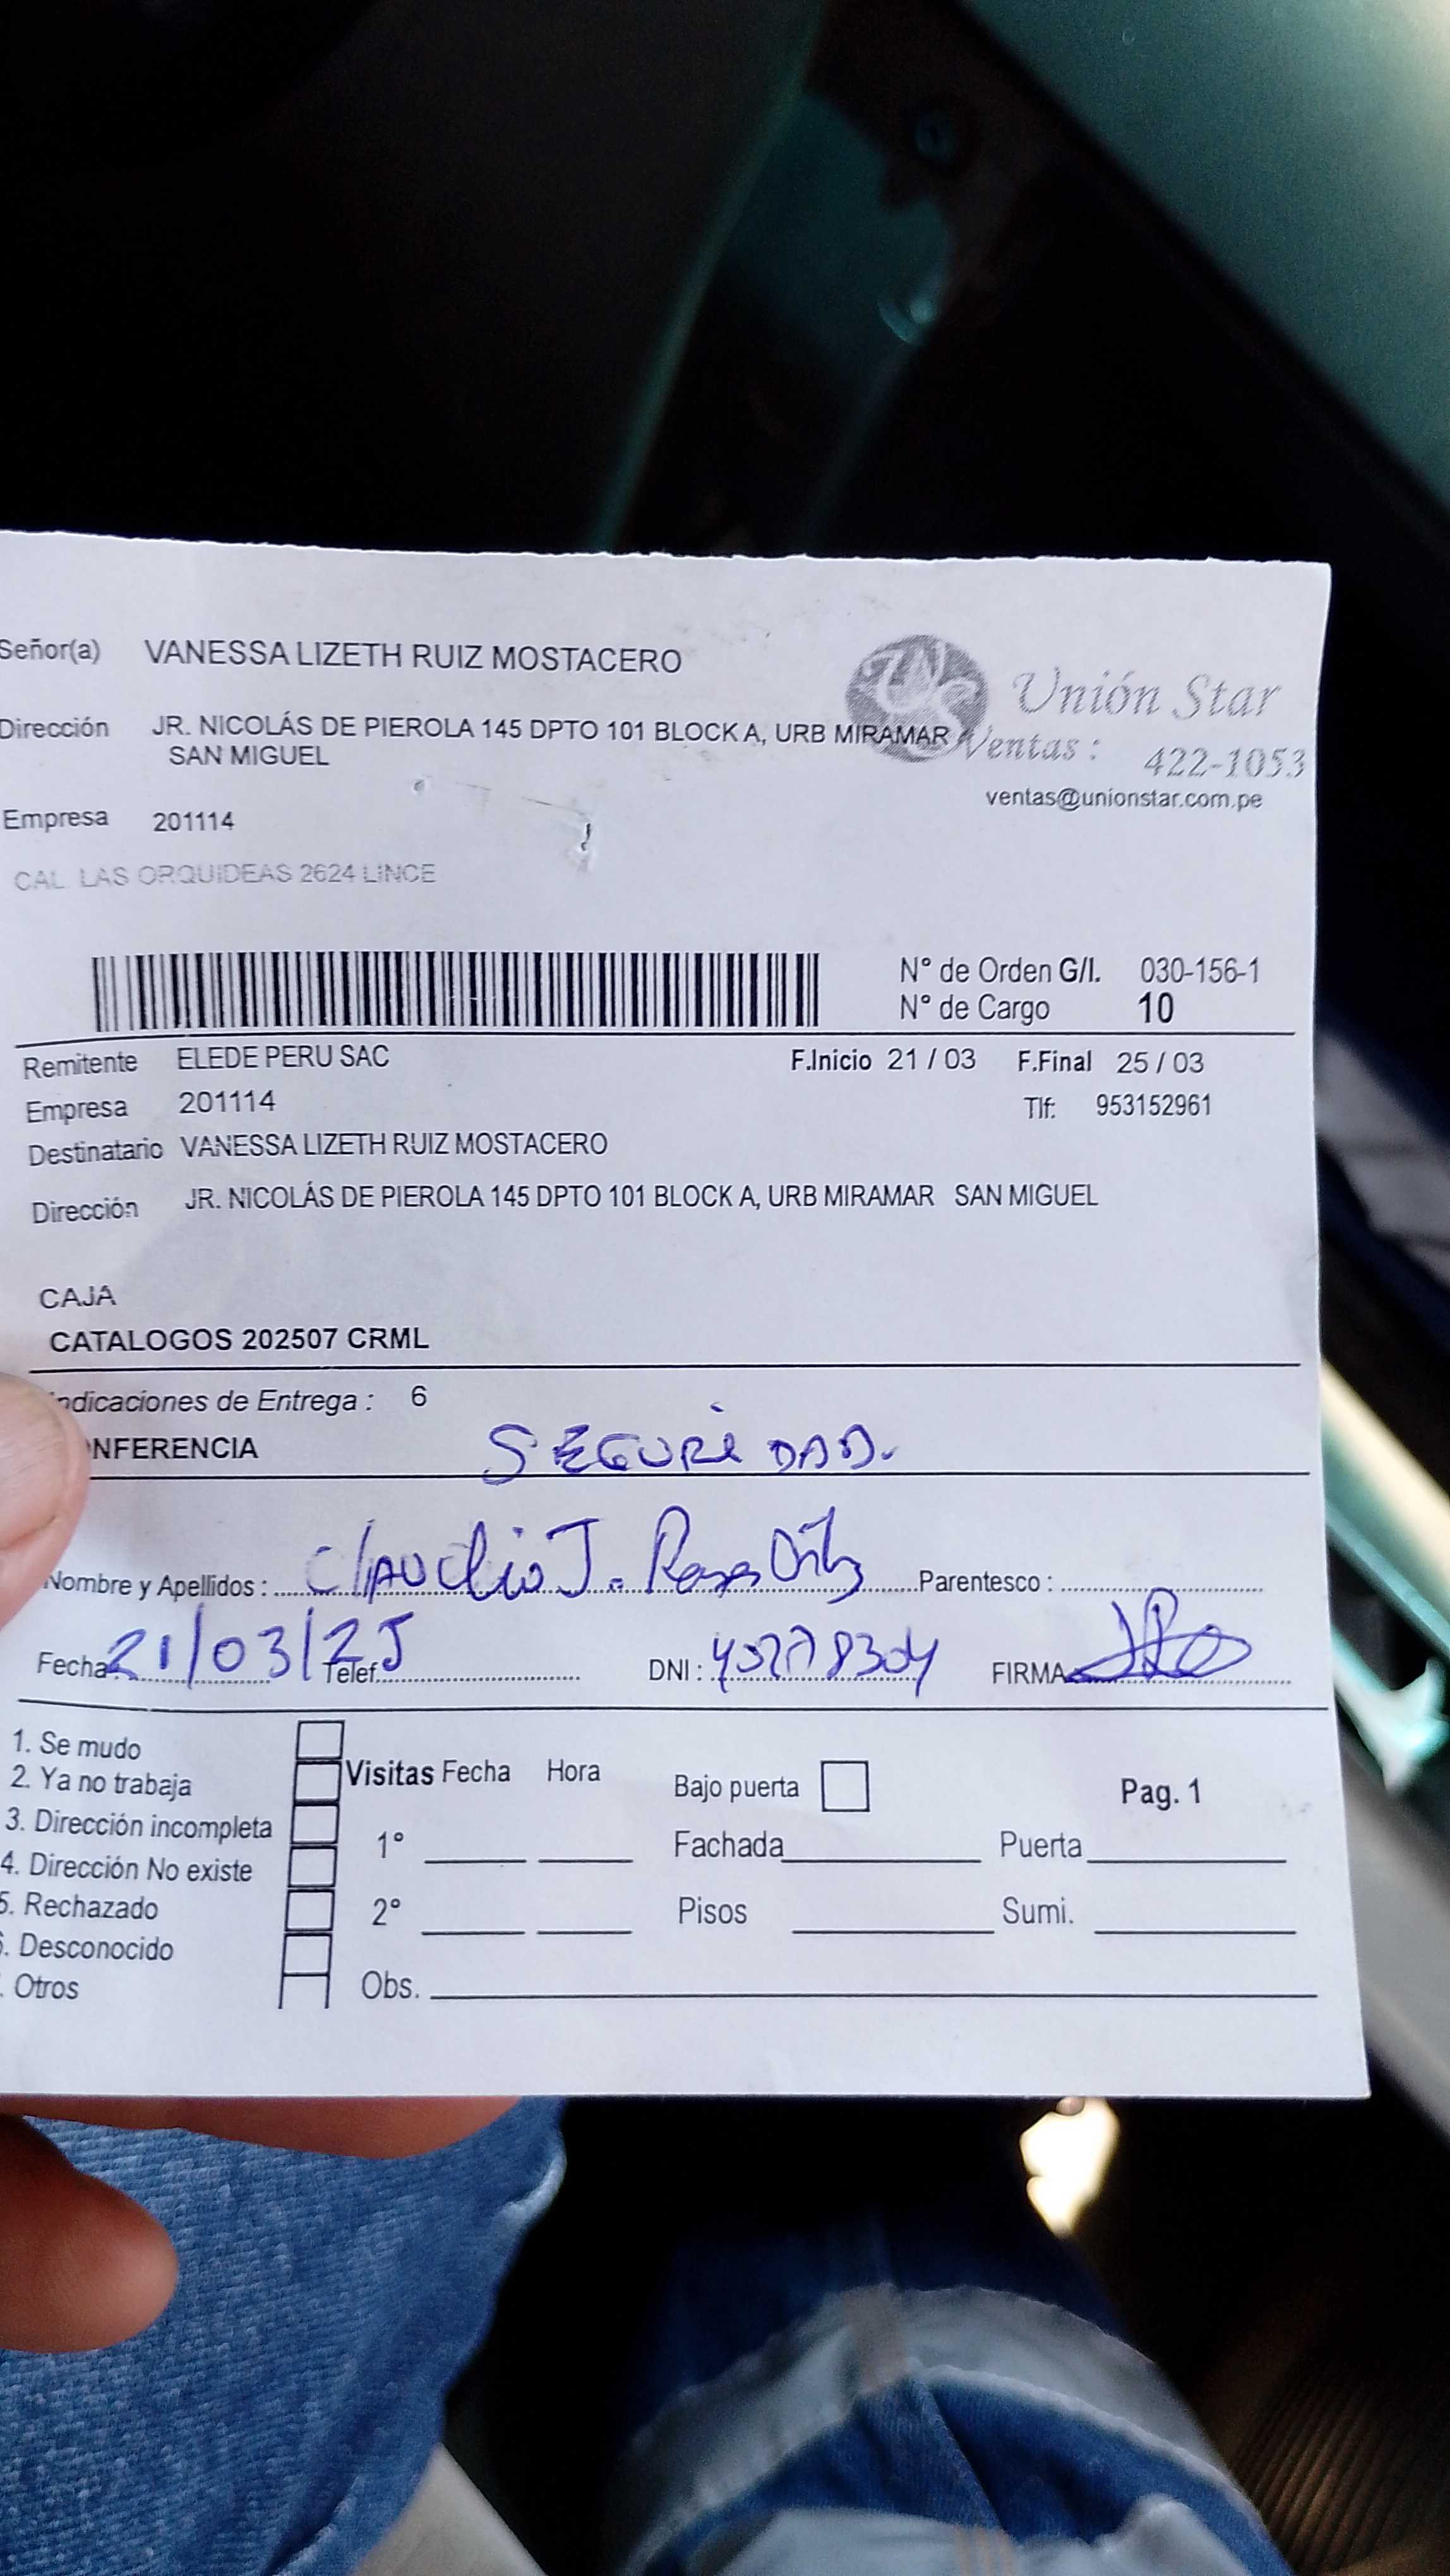 Señor(a) VANESSA LIZETH RUIZ MOSTACERO
Unión Star
Dirección JR. NICOLÁS DE PIEROLA 145 DPTO 101 BLOCK A, URB MIRAMAR
SAN MIGUEL
Ventas : 422-1053
ventas@unionstar.com.pe
Empresa 201114
CAL. LAS ORQUIDEAS 2624 LINCE
N° de Orden G/I. 030-156-1
N° de Cargo 10
Remitente ELEDE PERU SAC F.Inicio 21 / 03 F.Final 25 / 03
Empresa 201114 Tlf: 953152961
Destinatario VANESSA LIZETH RUIZ MOSTACERO
Dirección JR. NICOLÁS DE PIEROLA 145 DPTO 101 BLOCK A, URB MIRAMAR SAN MIGUEL
CAJA
CATALOGOS 202507 CRML
ndicaciones de Entrega : 6
NFERENCIA SEGURIDAD.
Nombre y Apellidos : Claudio J. Parentesco :
Fecha 21/03/25 Telef. DNI : FIRMA
1. Se mudo
2. Ya no trabaja
3. Dirección incompleta
4. Dirección No existe
5. Rechazado
. Desconocido
. Otros
Visitas Fecha Hora Bajo puerta Pag. 1
1° Fachada Puerta
2° Pisos Sumi.
Obs.